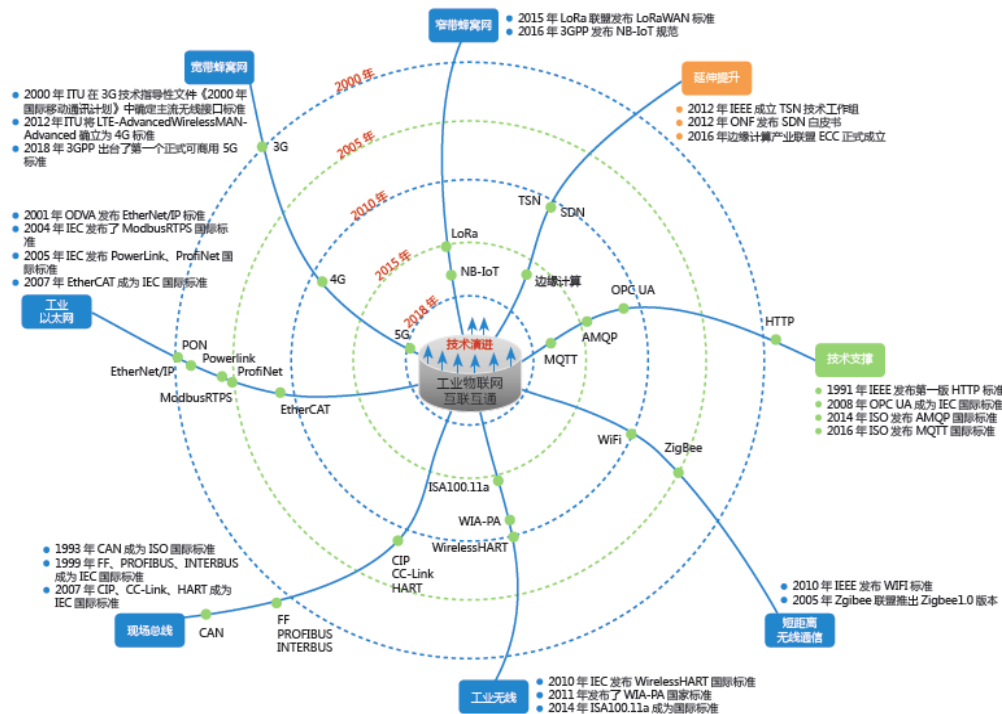 窄带蜂窝网
2015 年 LoRa 联盟发布 LoRaWAN 标准
2016 年 3GPP 发布 NB-IoT 规范
宽带蜂窝网
2000 年 ITU 在 3G 技术指导性文件《2000 年
国际移动通讯计划》中确定主流无线接口标准
2012年 ITU 将 LTE-AdvancedWirelessMAN-
Advanced 确立为 4G 标准
2018 年 3GPP 出台了第一个正式可商用 5G
标准
延伸提升
2012 年 IEEE 成立 TSN 技术工作组
2012 年 ONF 发布 SDN 白皮书
2016 年边缘计算产业联盟 ECC 正式成立
2000 年
2005 年
2010 年
2015 年
2018 年
3G
4G
5G
LoRa
NB-IoT
TSN
SDN
边缘计算
OPC UA
AMQP
MQTT
HTTP
2001 年 ODVA 发布 EtherNet/IP 标准
2004 年 IEC 发布了 ModbusRTPS 国际标
准
2005 年 IEC 发布 PowerLink、ProfiNet 国
际标准
2007 年 EtherCAT 成为 IEC 国际标准
工业
以太网
PON
EtherNet/IP
Powerlink
ProfiNet
ModbusRTPS
EtherCAT
技术演进
工业物联网
互联互通
技术支撑
1991 年 IEEE 发布第一版 HTTP 标准
2008 年 OPC UA 成为 IEC 国际标准
2014 年 ISO 发布 AMQP 国际标准
2016 年 ISO 发布 MQTT 国际标准
WiFi
ZigBee
ISA100.11a
WIA-PA
WirelessHART
CIP
CC-Link
HART
1993 年 CAN 成为 ISO 国际标准
1999 年 FF、PROFIBUS、INTERBUS
成为 IEC 国际标准
2007 年 CIP、CC-Link、HART 成为
IEC 国际标准
现场总线
CAN
FF
PROFIBUS
INTERBUS
2010 年 IEEE 发布 WIFI 标准
2005 年 Zgibee 联盟推出 Zigbee1.0 版本
短距离
无线通信
工业无线
2010 年 IEC 发布 WirelessHART 国际标准
2011 年发布了 WIA-PA 国家标准
2014 年 ISA100.11a 成为国际标准